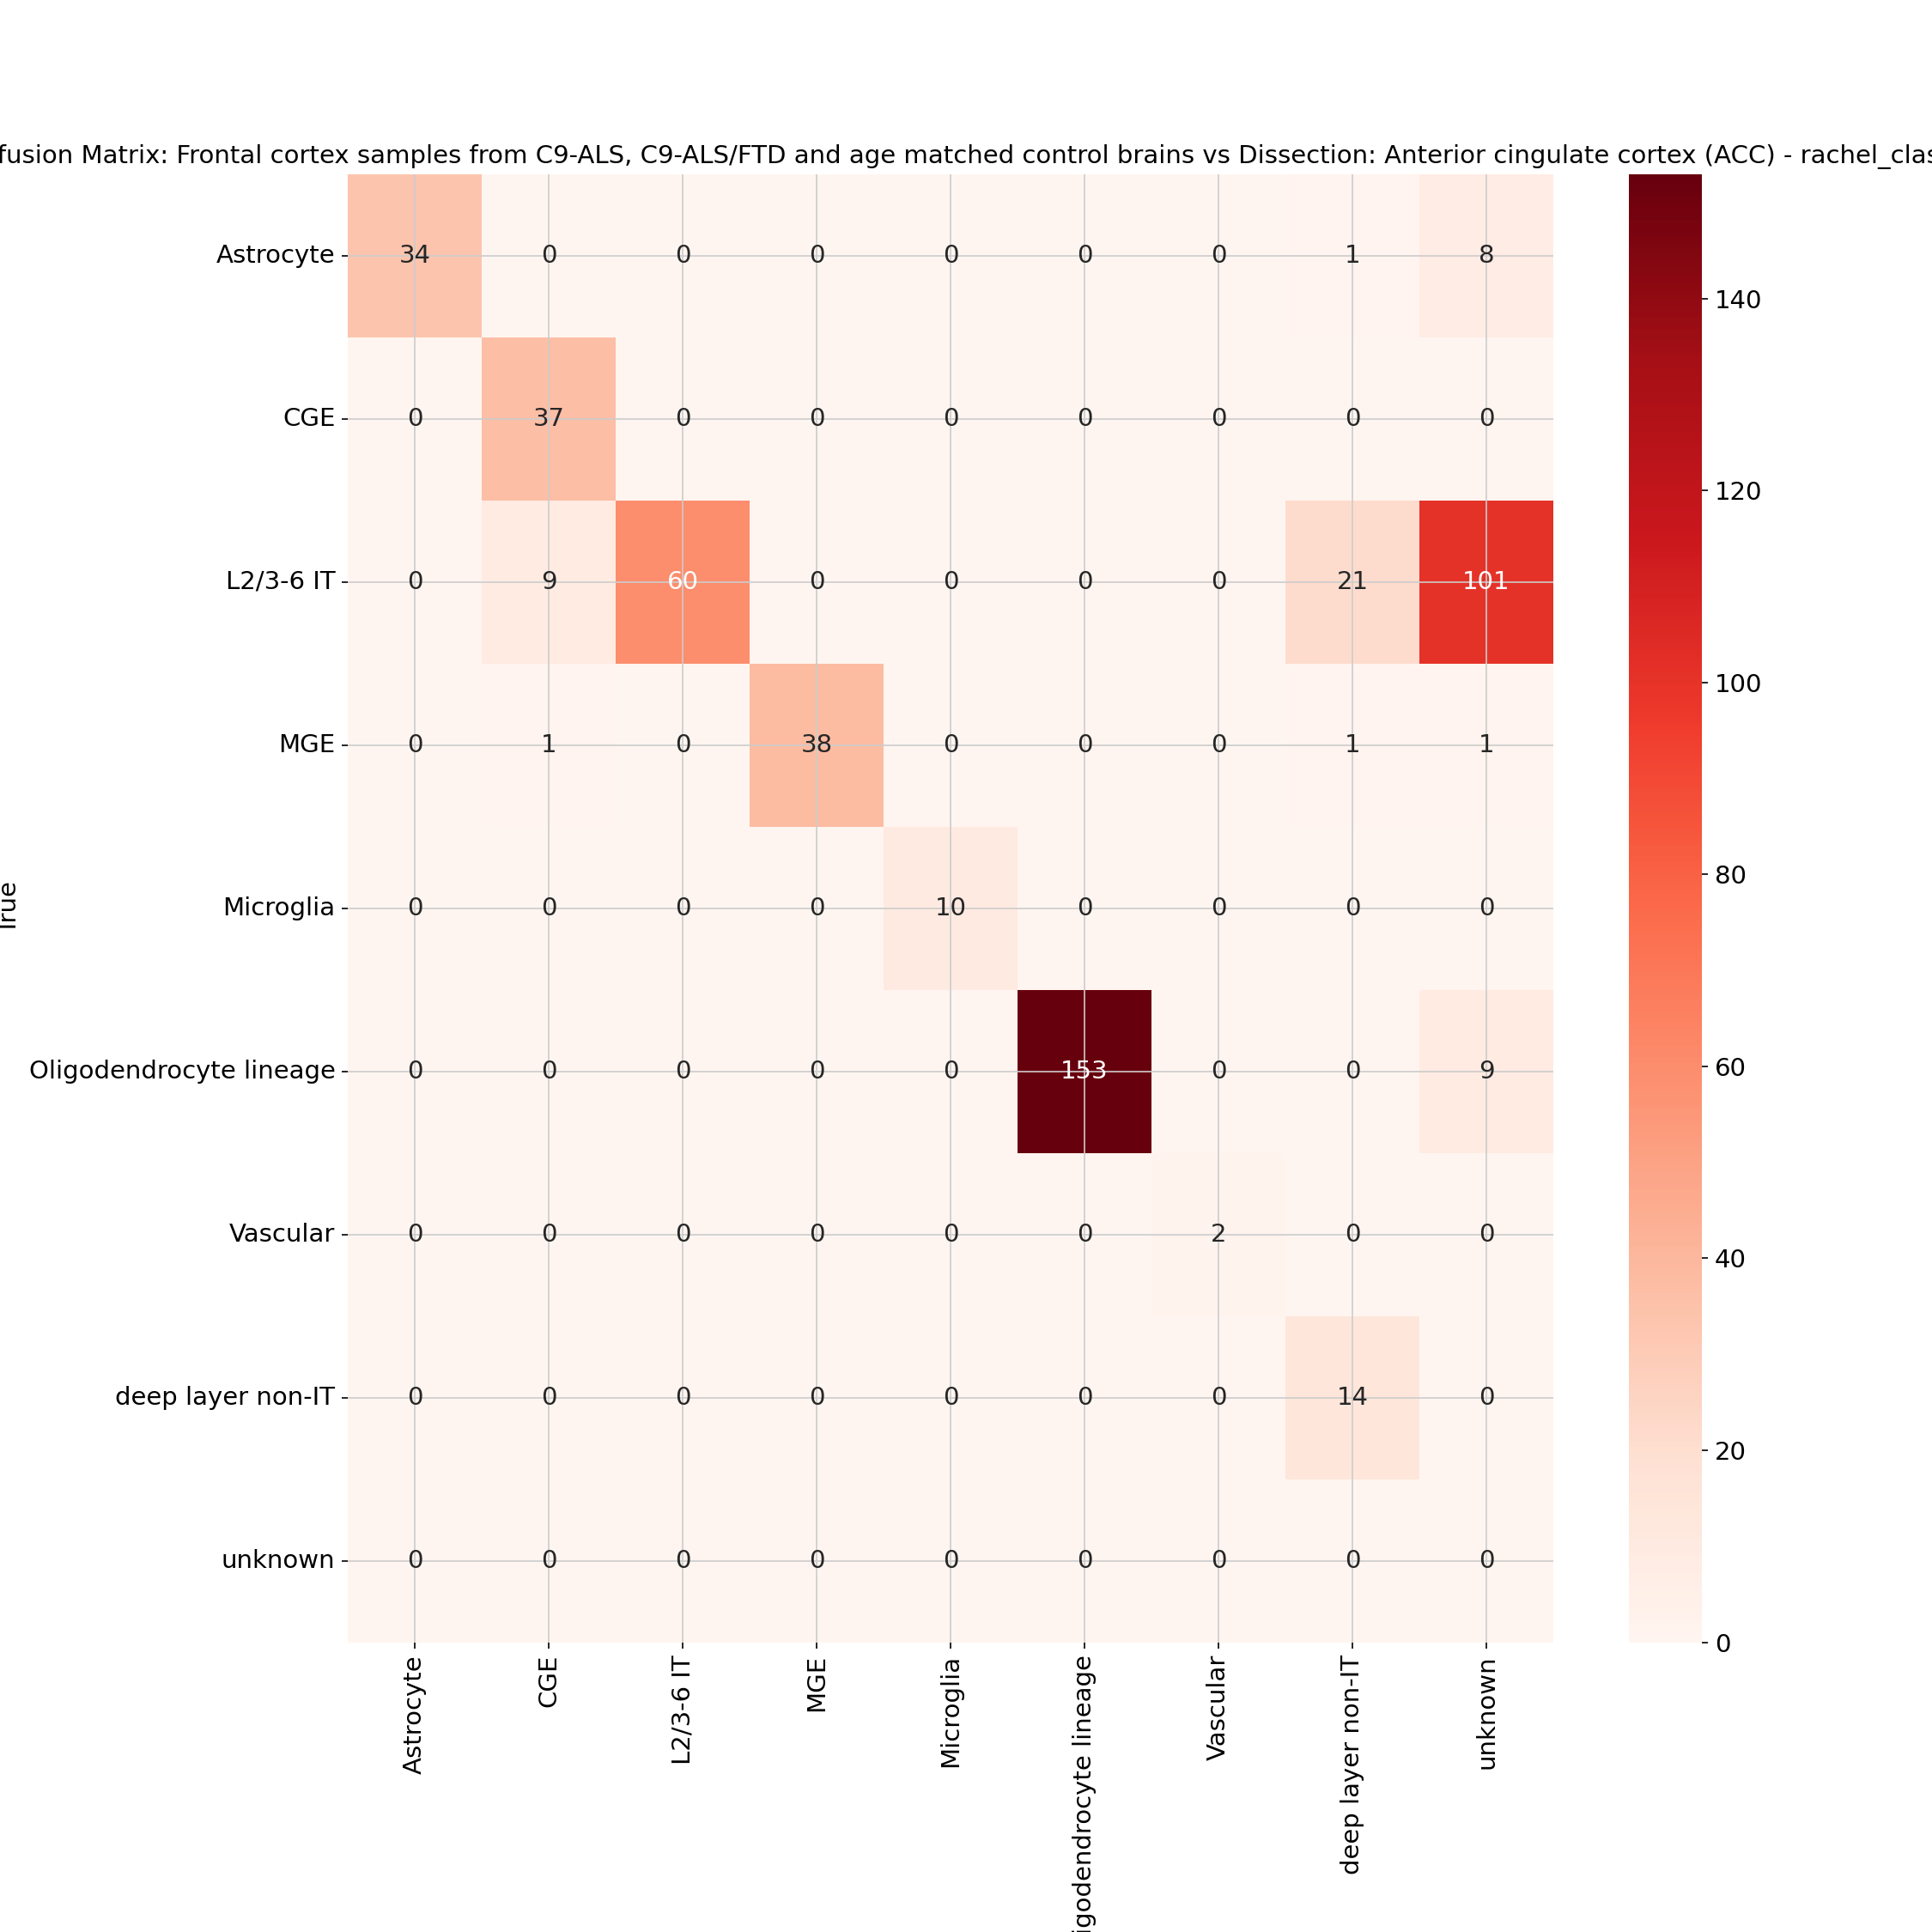 fusion Matrix: Frontal cortex samples from C9-ALS, C9-ALS/FTD and age matched control brains vs Dissection: Anterior cingulate cortex (ACC) - rachel_clas
Astrocyte 34 0 0 0 0 0 0 1 8
CGE 0 37 0 0 0 0 0 0 0
L2/3-6 IT 0 9 60 0 0 0 0 21 101
MGE 0 1 0 38 0 0 0 1 1
Microglia 0 0 0 0 10 0 0 0 0
Oligodendrocyte lineage 0 0 0 0 0 153 0 0 9
Vascular 0 0 0 0 0 0 2 0 0
deep layer non-IT 0 0 0 0 0 0 0 14 0
unknown 0 0 0 0 0 0 0 0 0
True
Astrocyte
CGE
L2/3-6 IT
MGE
Microglia
igodendrocyte lineage
Vascular
deep layer non-IT
unknown
140
120
100
80
60
40
20
0